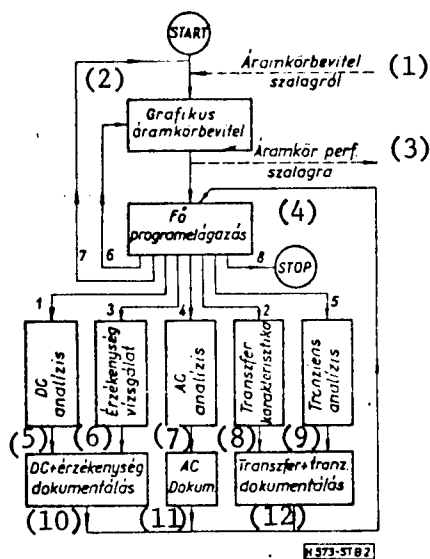 START
Áramkörbevitel (1)
szalagról
(2)
Grafikus
áramkörbevitel
Áramkör perf. (3)
szalagra
(4)
Fő
programelágazás
7 6 8
STOP
1 3 4 2 5
DC
analízis
Érzékenység
vizsgálat
AC
analízis
Transzfer
karakterisztika
Tranziens
analízis
(5) (6) (7) (8) (9)
DC+érzékenység
dokumentálás
AC
Dokum.
Transzfer+tranz.
dokumentálás
(10) (11) (12)
H573-STB2